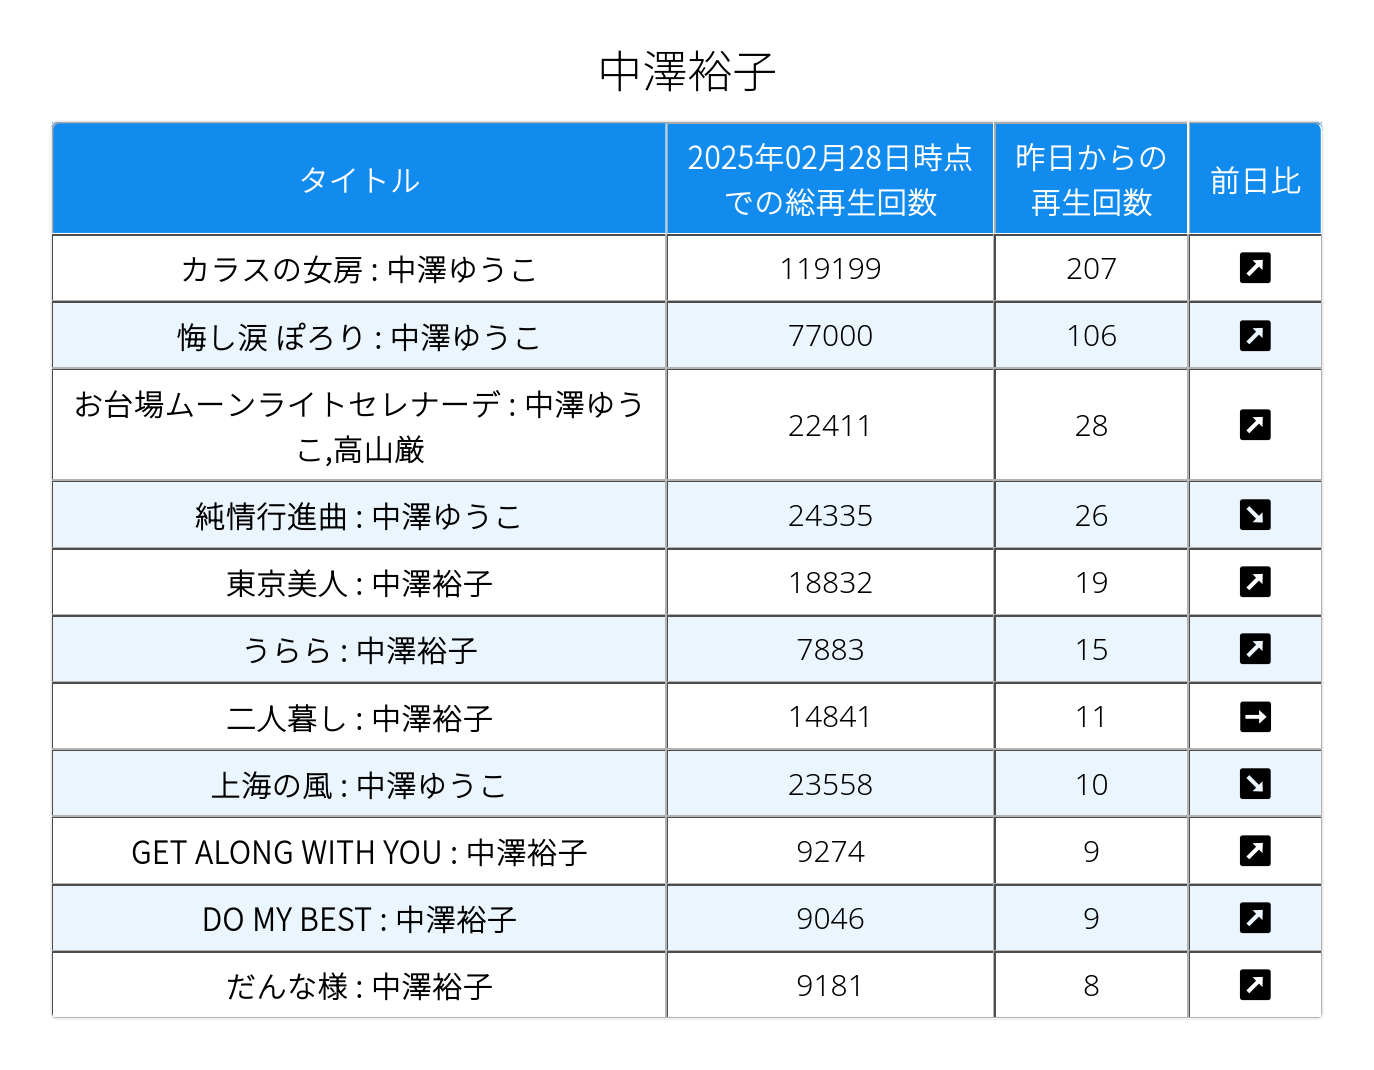 中澤裕子
タイトル
2025年02月28日時点
での総再生回数
昨日からの
再生回数
前日比
カラスの女房 : 中澤ゆうこ 119199 207
悔し涙 ぽろり : 中澤ゆうこ 77000 106
お台場ムーンライトセレナーデ : 中澤ゆう
こ,高山厳 22411 28
純情行進曲 : 中澤ゆうこ 24335 26
東京美人 : 中澤裕子 18832 19
うらら : 中澤裕子 7883 15
二人暮し : 中澤裕子 14841 11
上海の風 : 中澤ゆうこ 23558 10
GET ALONG WITH YOU : 中澤裕子 9274 9
DO MY BEST : 中澤裕子 9046 9
だんな様 : 中澤裕子 9181 8